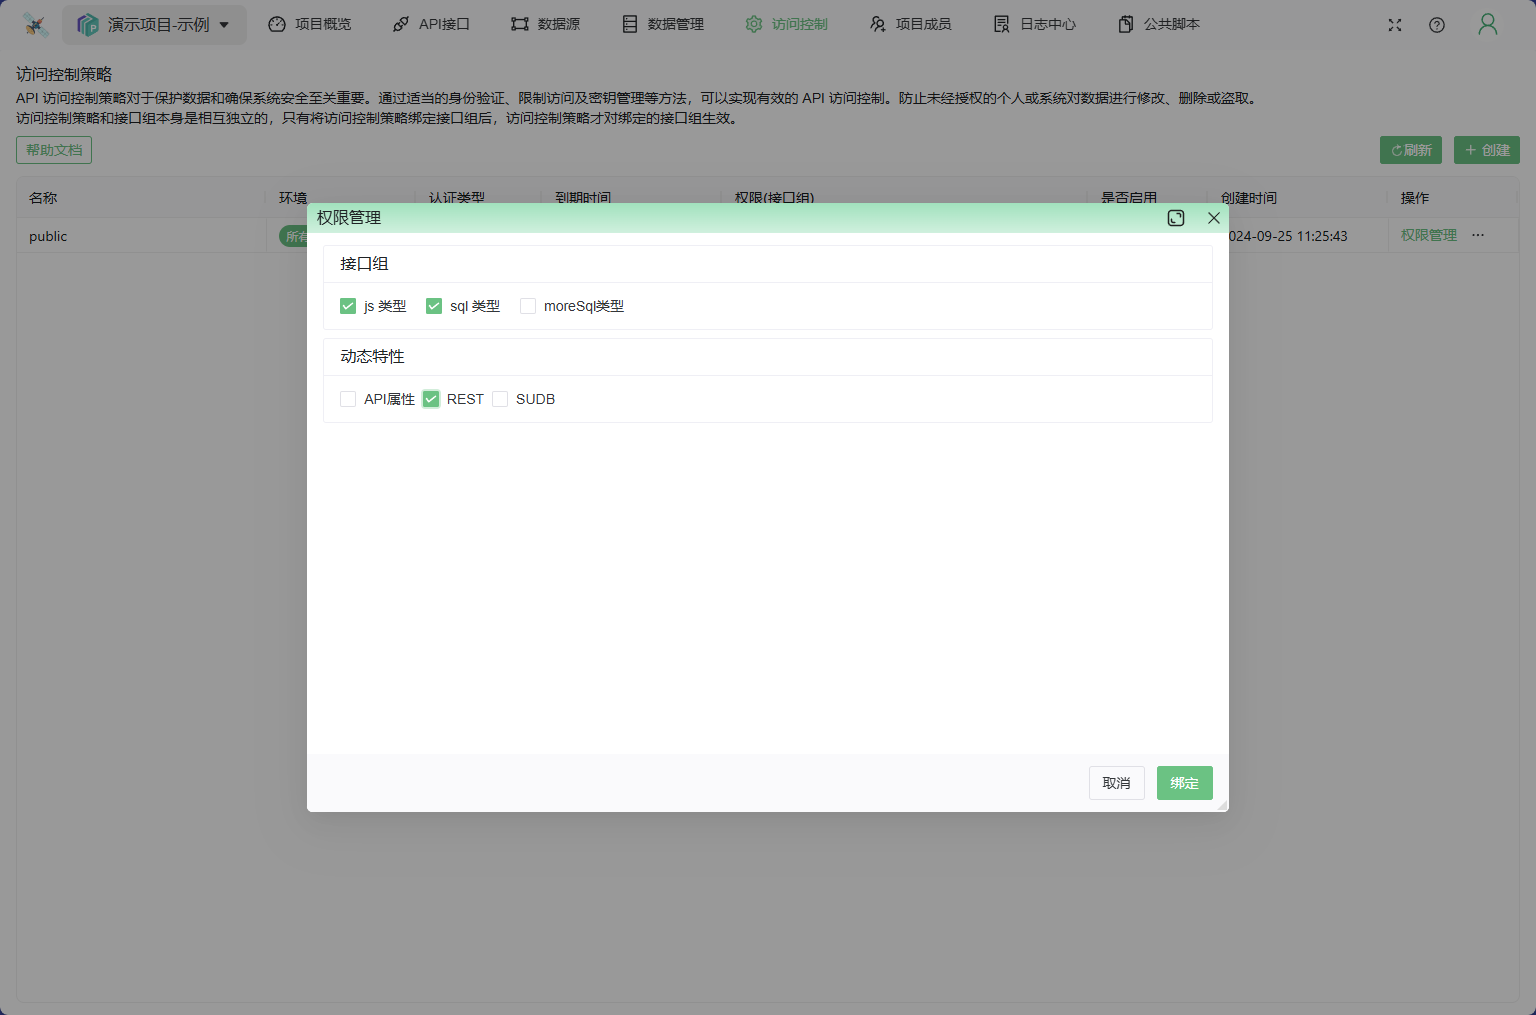 演示项目-示例
项目概览
API接口
数据源
数据管理
访问控制
项目成员
日志中心
公共脚本
访问控制策略
API 访问控制策略对于保护数据和确保系统安全至关重要。通过适当的身份验证、限制访问及密钥管理等方法，可以实现有效的 API 访问控制。防止未经授权的个人或系统对数据进行修改、删除或盗取。
访问控制策略和接口组本身是相互独立的，只有将访问控制策略绑定接口组后，访问控制策略才对绑定的接口组生效。
帮助文档
刷新
创建
名称
环境
认证类型
到期时间
权限(接口组)
是否启用
创建时间
操作
public
所有
024-09-25 11:25:43
权限管理
权限管理
接口组
js 类型
sql 类型
moreSql类型
动态特性
API属性
REST
SUDB
取消
绑定